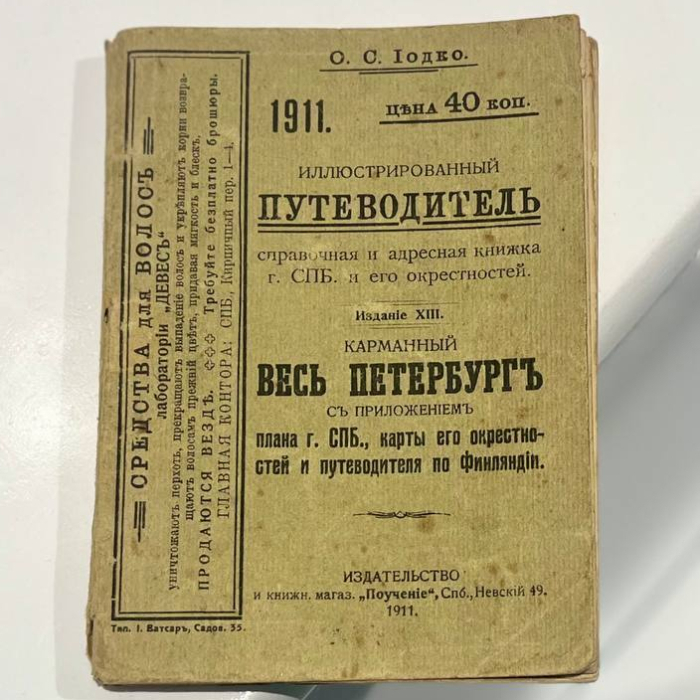 О. С. Іодко.
1911.
ЦѢНА 40 КОП.
ИЛЛЮСТРИРОВАННЫЙ
ПУТЕВОДИТЕЛЬ
справочная и адресная книжка
г. СПБ. и его окрестностей.
Изданіе XIII.
КАРМАННЫЙ
ВЕСЬ ПЕТЕРБУРГЪ
СЪ ПРИЛОЖЕНІЕМЪ
плана г. СПБ., карты его окрестно-
стей и путеводителя по Финляндіи.
ИЗДАТЕЛЬСТВО
и книжн. магаз. „Поученіе“, Спб., Невскій 49.
1911.
СРЕДСТВА для ВОЛОСЪ
лабораторіи „ДЕВЕСЪ“
уничтожаютъ перхоть, прекращаютъ выпаденіе волосъ и укрѣпляютъ корни возвра-
щаютъ волосамъ прежній цвѣтъ, придавая мягкость и блескъ.
ПРОДАЮТСЯ ВЕЗДѢ. Требуйте безплатно брошюры.
ГЛАВНАЯ КОНТОРА: СПБ., Кирпичный пер. 1—4.
Тип. І. Ватсаръ, Садов. 35.